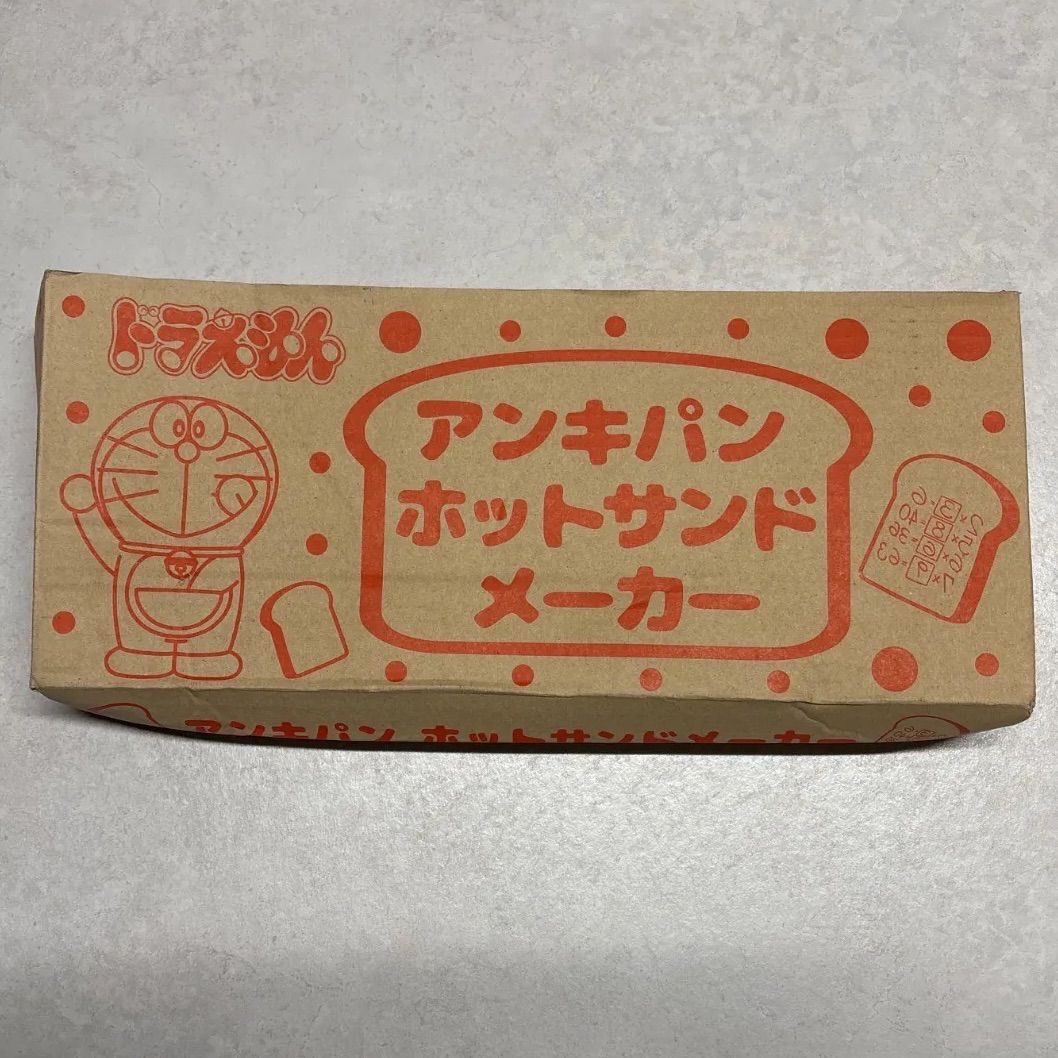 ドラえもん
アンキパン
ホットサンド
メーカー
アンキパン ホットサンドメーカー